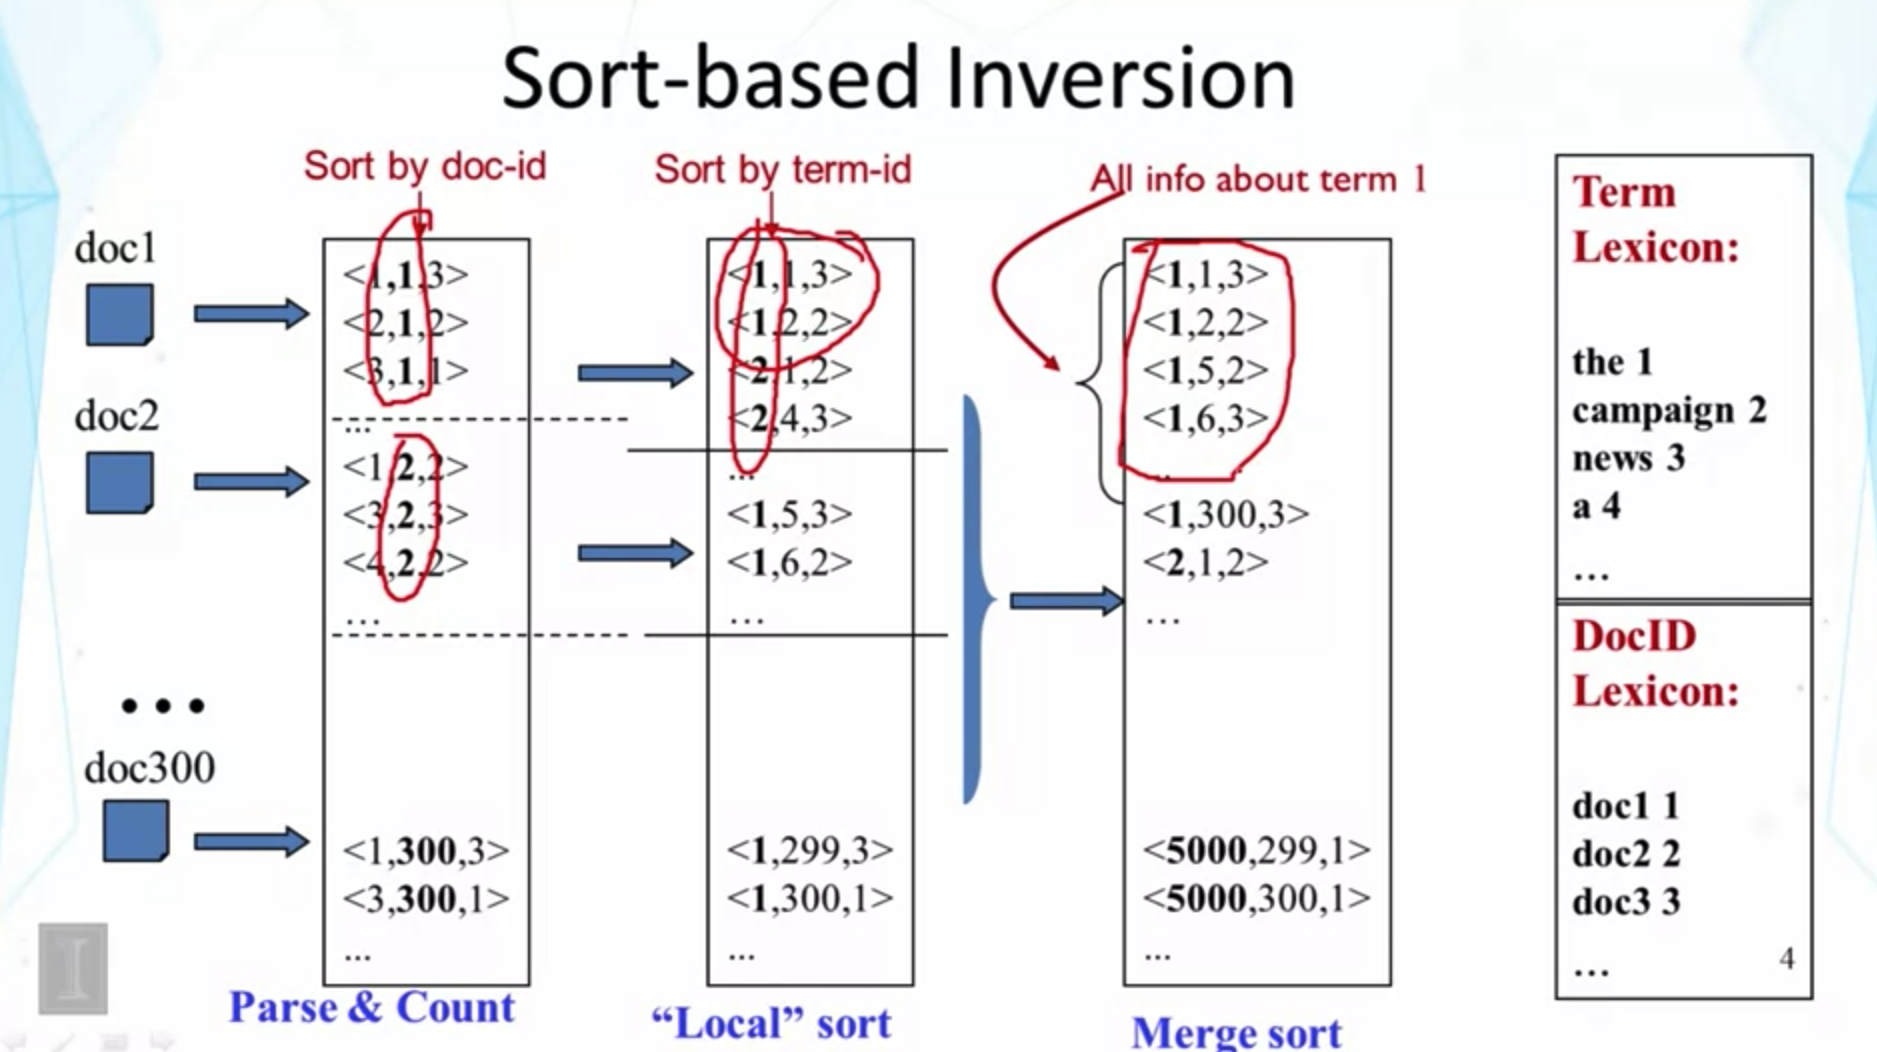 Sort-based Inversion
Sort by doc-id
Sort by term-id
All info about term 1
doc1
doc2
doc300
<1,1,3>
<2,1,2>
<3,1,1>
...
<1,2,2>
<3,2,3>
<4,2,2>
...
<1,300,3>
<3,300,1>
...
Parse & Count
<1,1,3>
<1,2,2>
<2,1,2>
<2,4,3>
...
<1,5,3>
<1,6,2>
...
<1,299,3>
<1,300,1>
...
“Local” sort
<1,1,3>
<1,2,2>
<1,5,2>
<1,6,3>
...
<1,300,3>
<2,1,2>
...
<5000,299,1>
<5000,300,1>
...
Merge sort
Term
Lexicon:
the 1
campaign 2
news 3
a 4
...
DocID
Lexicon:
doc1 1
doc2 2
doc3 3
...
4
I